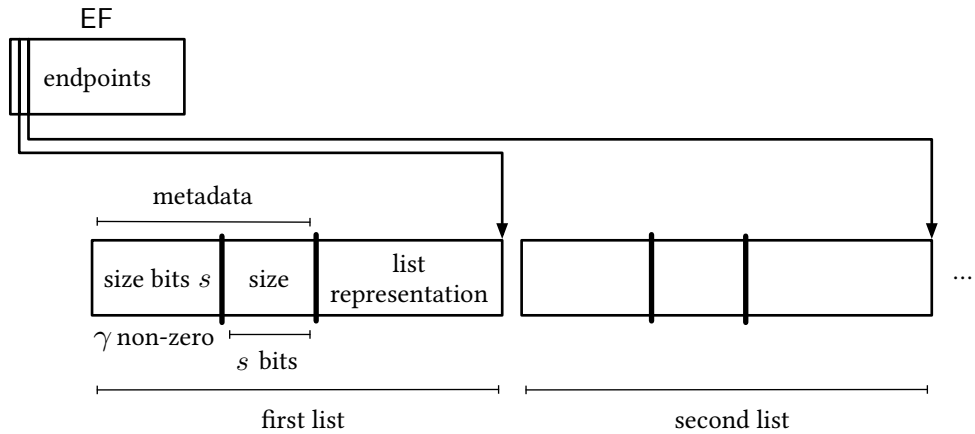 EF
endpoints
metadata
size bits s
size
list
representation
...
γ non-zero
s bits
first list
second list